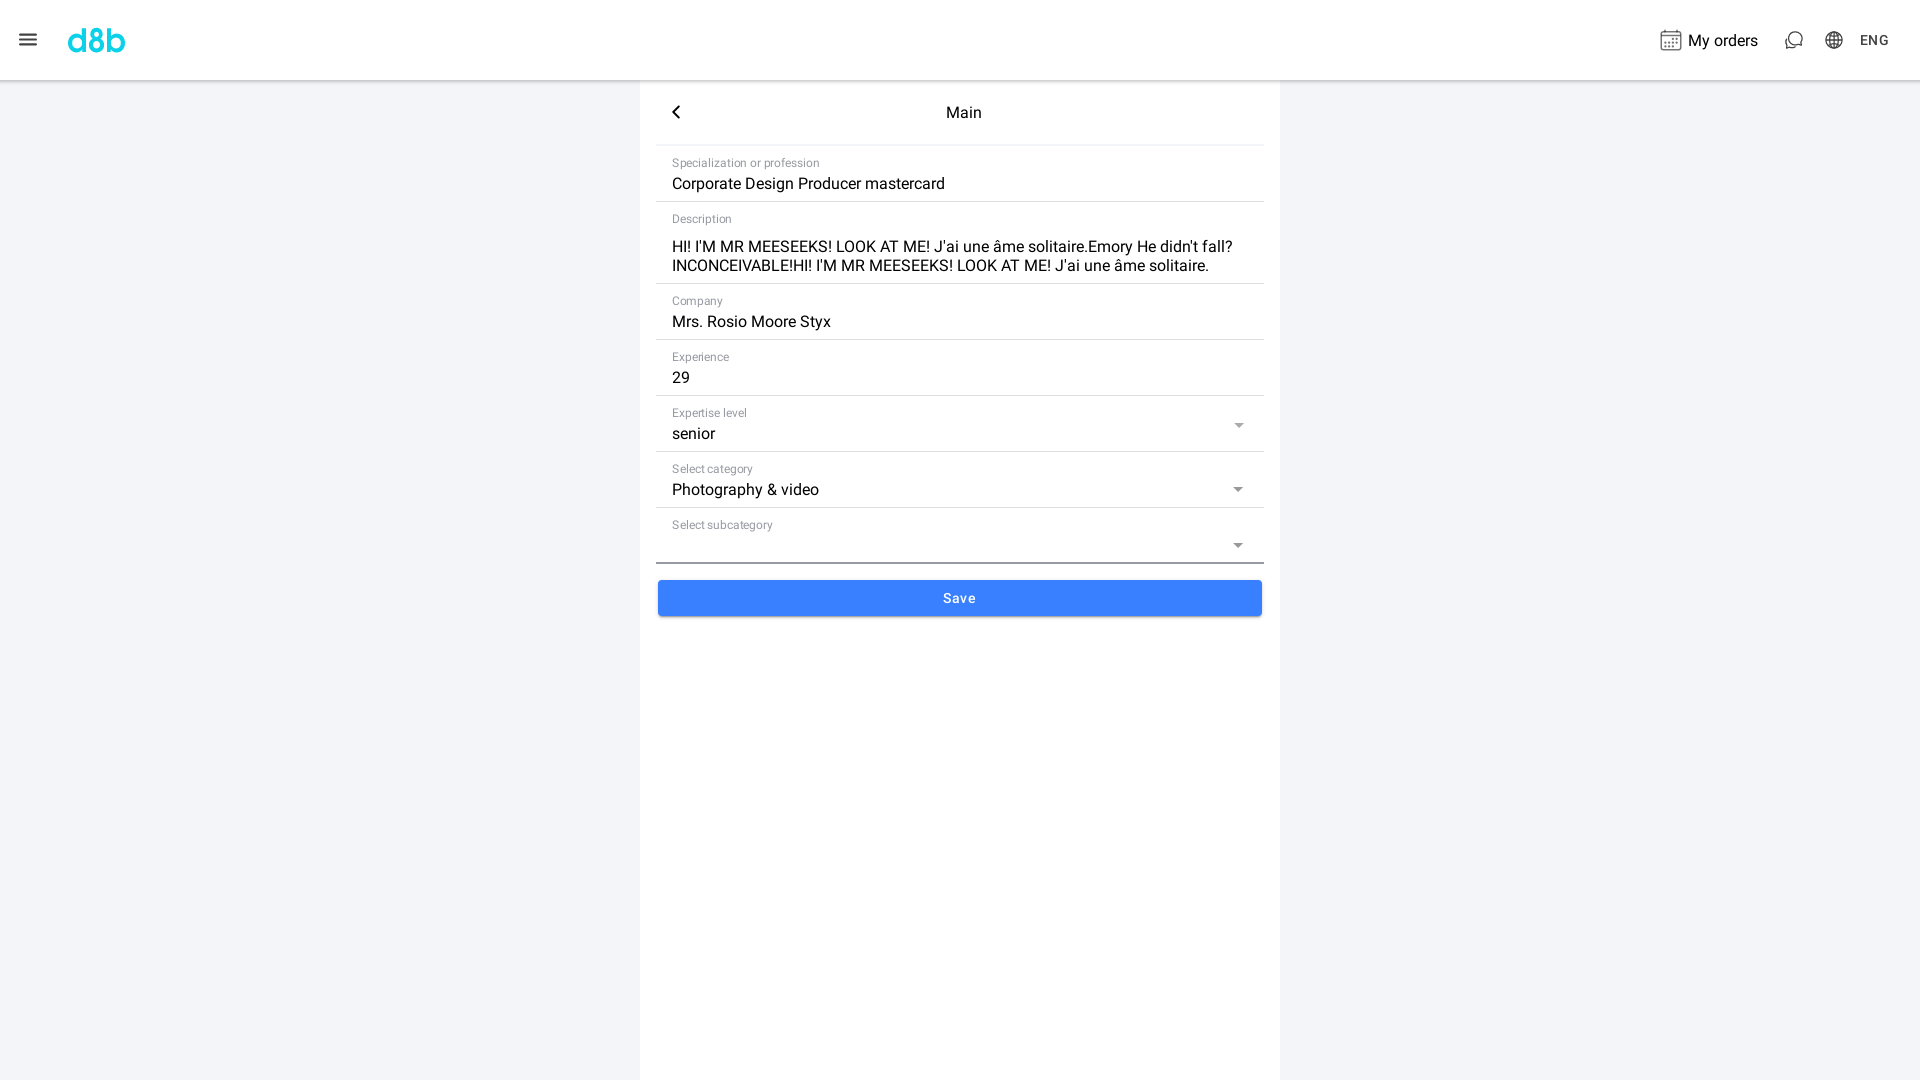 d8b
My orders
ENG
Main
Specialization or profession
Corporate Design Producer mastercard
Description
HI! I'M MR MEESEEKS! LOOK AT ME! J'ai une âme solitaire.Emory He didn't fall?
INCONCEIVABLE!HI! I'M MR MEESEEKS! LOOK AT ME! J'ai une âme solitaire.
Company
Mrs. Rosio Moore Styx
Experience
29
Expertise level
senior
Select category
Photography & video
Select subcategory
Save